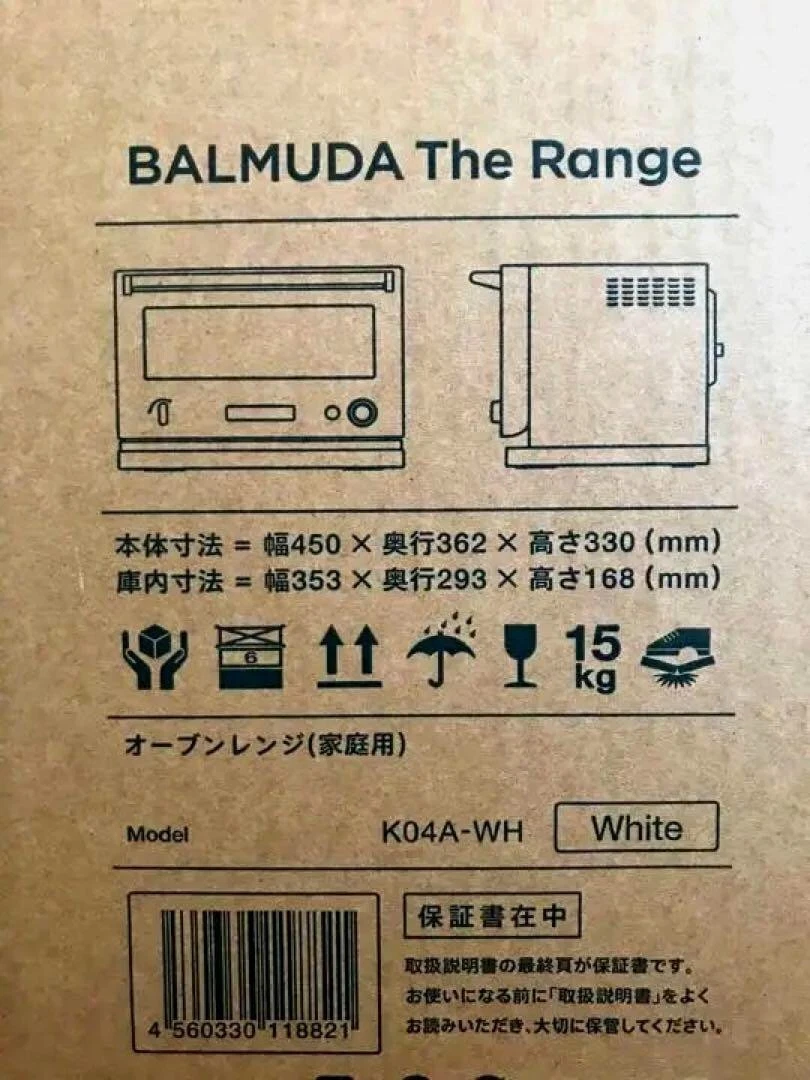 BALMUDA The Range
本体寸法 = 幅450 × 奥行362 × 高さ330 (mm)
庫内寸法 = 幅353 × 奥行293 × 高さ168 (mm)
6
15
kg
オーブンレンジ(家庭用)
Model K04A-WH White
保証書在中
取扱説明書の最終頁が保証書です。
お使いになる前に「取扱説明書」をよく
お読みいただき、大切に保管してください。
4 560330 118821